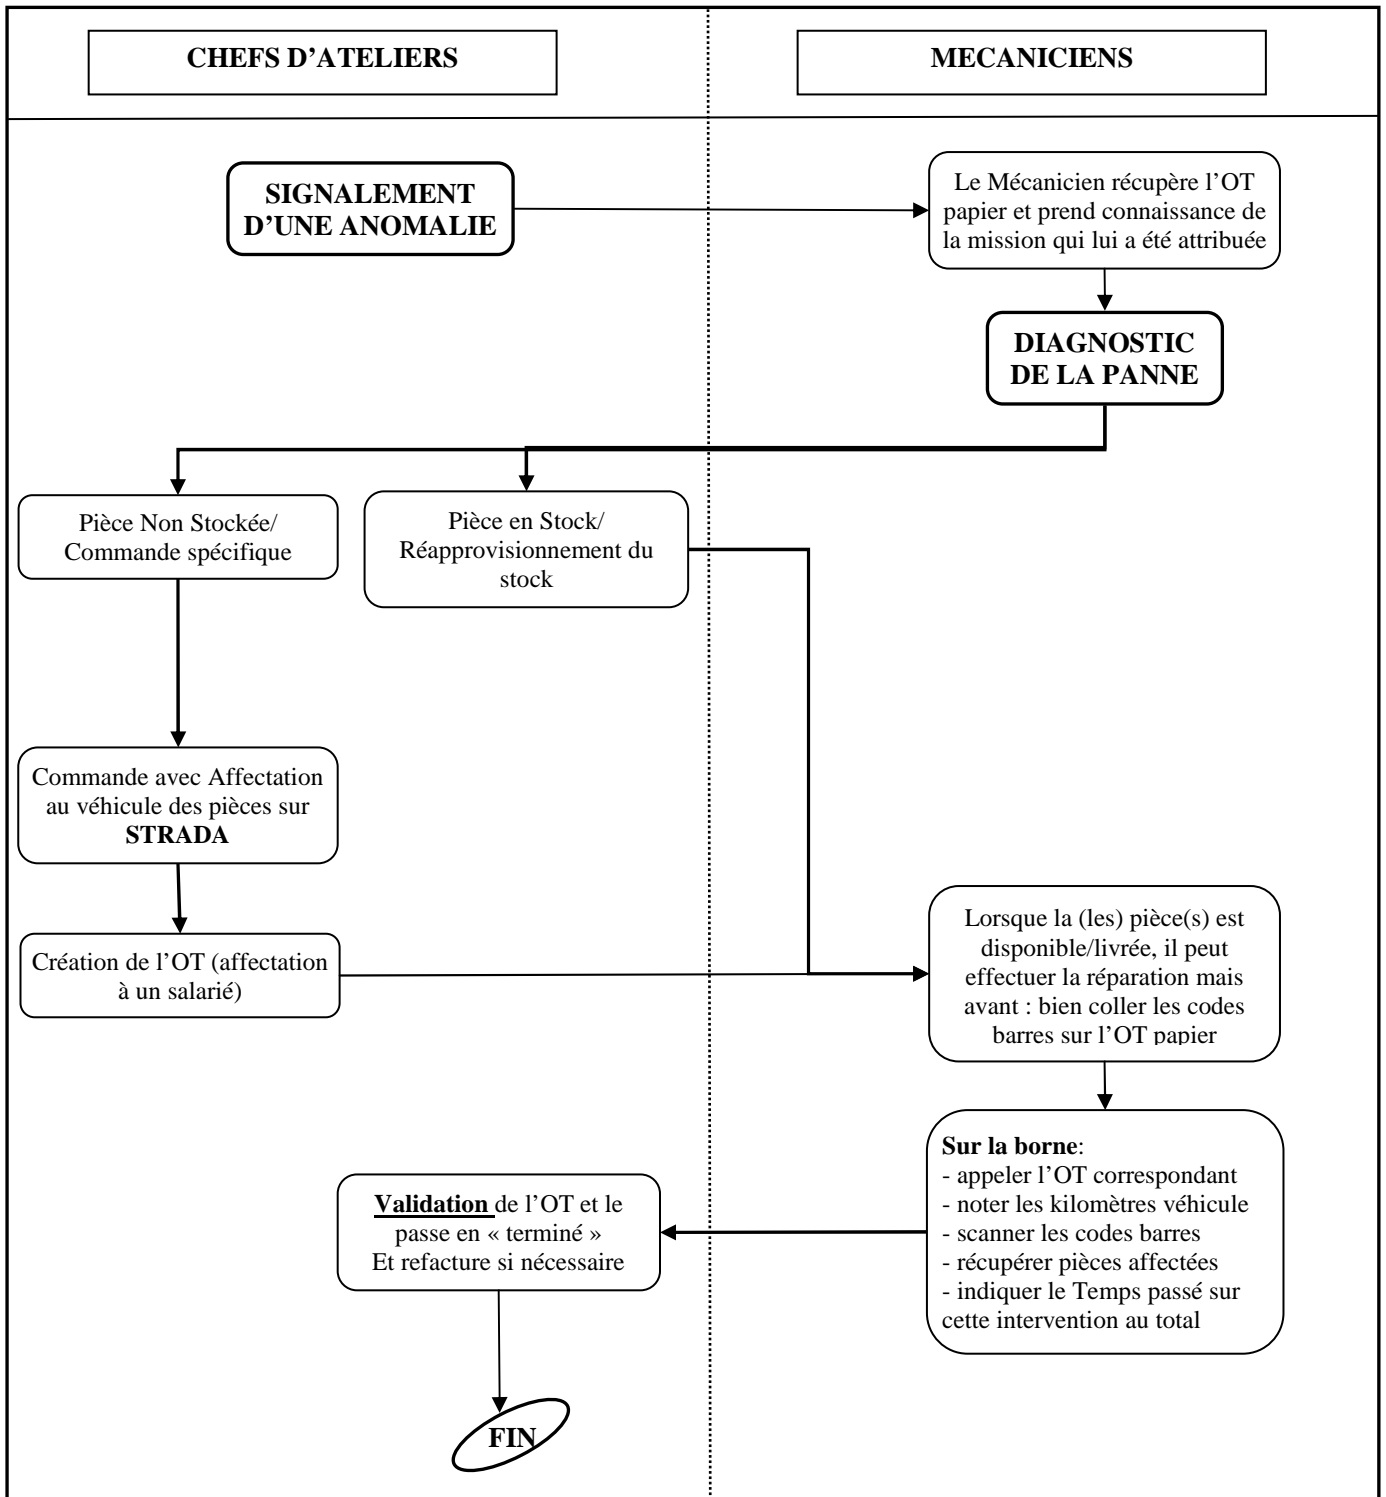 CHEFS D'ATELIERS
MECANICIENS
SIGNALEMENT
D'UNE ANOMALIE
Le Mécanicien récupère l'OT
papier et prend connaissance de
la mission qui lui a été attribuée
DIAGNOSTIC
DE LA PANNE
Pièce Non Stockée/
Commande spécifique
Pièce en Stock/
Réapprovisionnement du
stock
Commande avec Affectation
au véhicule des pièces sur
STRADA
Création de l'OT (affectation
à un salarié)
Lorsque la (les) pièce(s) est
disponible/livrée, il peut
effectuer la réparation mais
avant : bien coller les codes
barres sur l'OT papier
Sur la borne:
- appeler l'OT correspondant
- noter les kilomètres véhicule
- scanner les codes barres
- récupérer pièces affectées
- indiquer le Temps passé sur
cette intervention au total
Validation de l'OT et le
passe en « terminé »
Et refacture si nécessaire
FIN